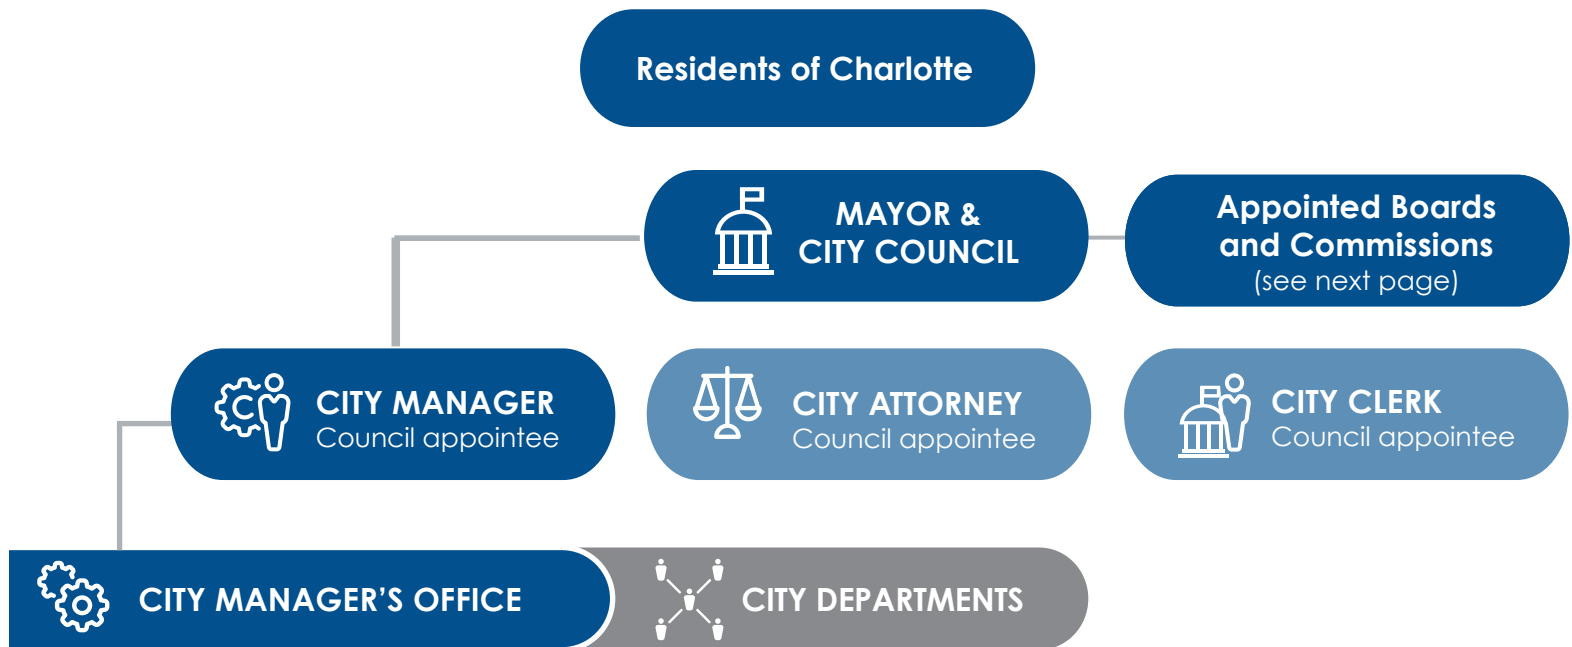 Residents of Charlotte
MAYOR &
CITY COUNCIL
Appointed Boards
and Commissions
(see next page)
C
CITY MANAGER
Council appointee
CITY ATTORNEY
Council appointee
CITY CLERK
Council appointee
CITY MANAGER’S OFFICE
CITY DEPARTMENTS